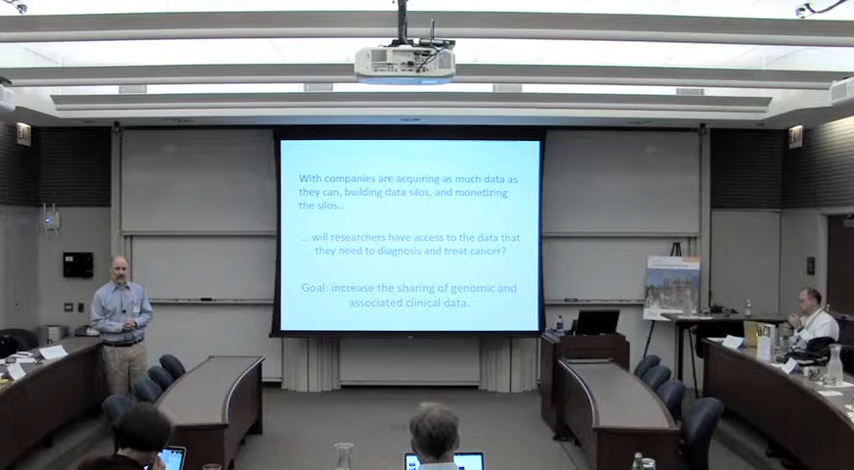 With companies are acquiring as much data as
they can, building data silos, and monetizing
the silos...
... will researchers have access to the data that
they need to diagnosis and treat cancer?
Goal: increase the sharing of genomic and
associated clinical data.